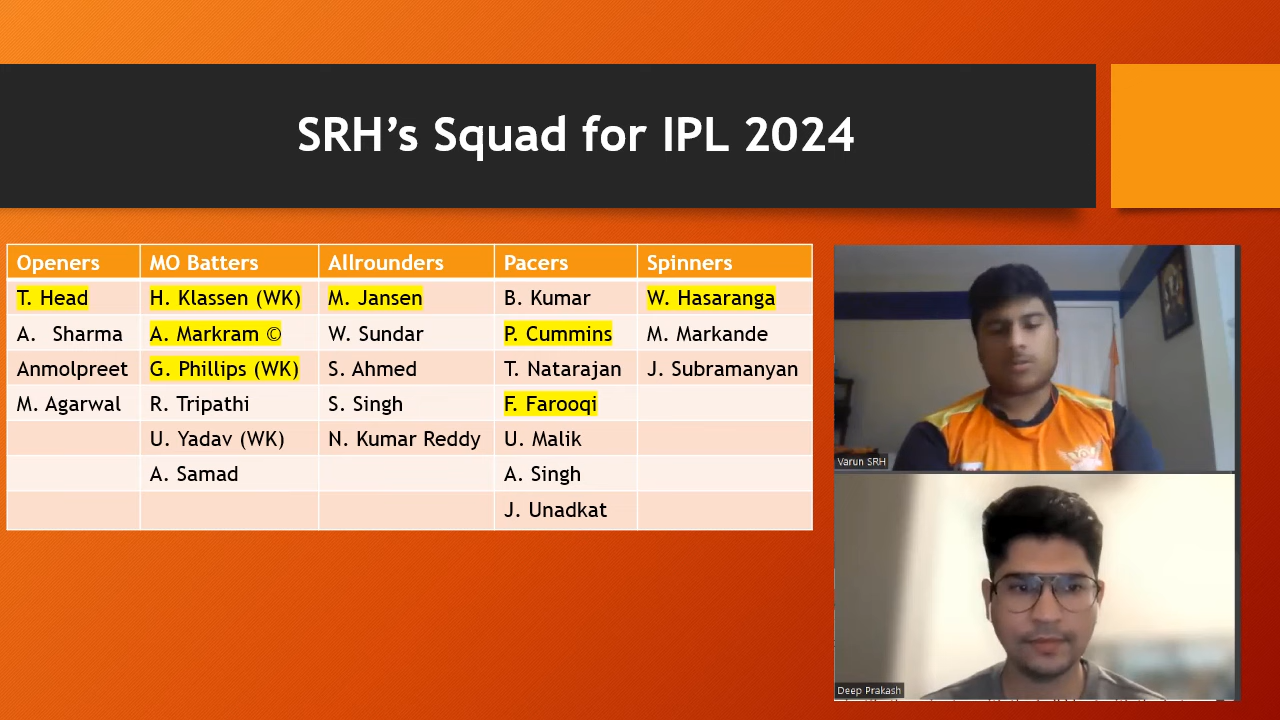 SRH’s Squad for IPL 2024
Openers MO Batters Allrounders Pacers Spinners
T. Head H. Klassen (WK) M. Jansen B. Kumar W. Hasaranga
A. Sharma A. Markram © W. Sundar P. Cummins M. Markande
Anmolpreet G. Phillips (WK) S. Ahmed T. Natarajan J. Subramanyan
M. Agarwal R. Tripathi S. Singh F. Farooqi
U. Yadav (WK) N. Kumar Reddy U. Malik
A. Samad A. Singh
J. Unadkat
Varun SRH
Deep Prakash